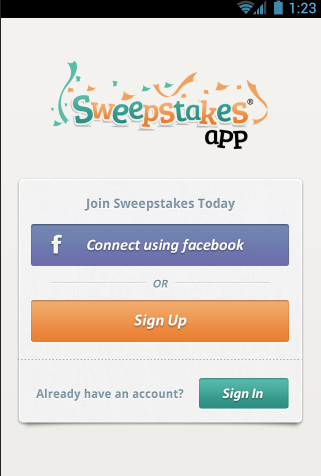 1:23
Sweepstakes®
app
Join Sweepstakes Today
f Connect using facebook
OR
Sign Up
Already have an account? Sign In